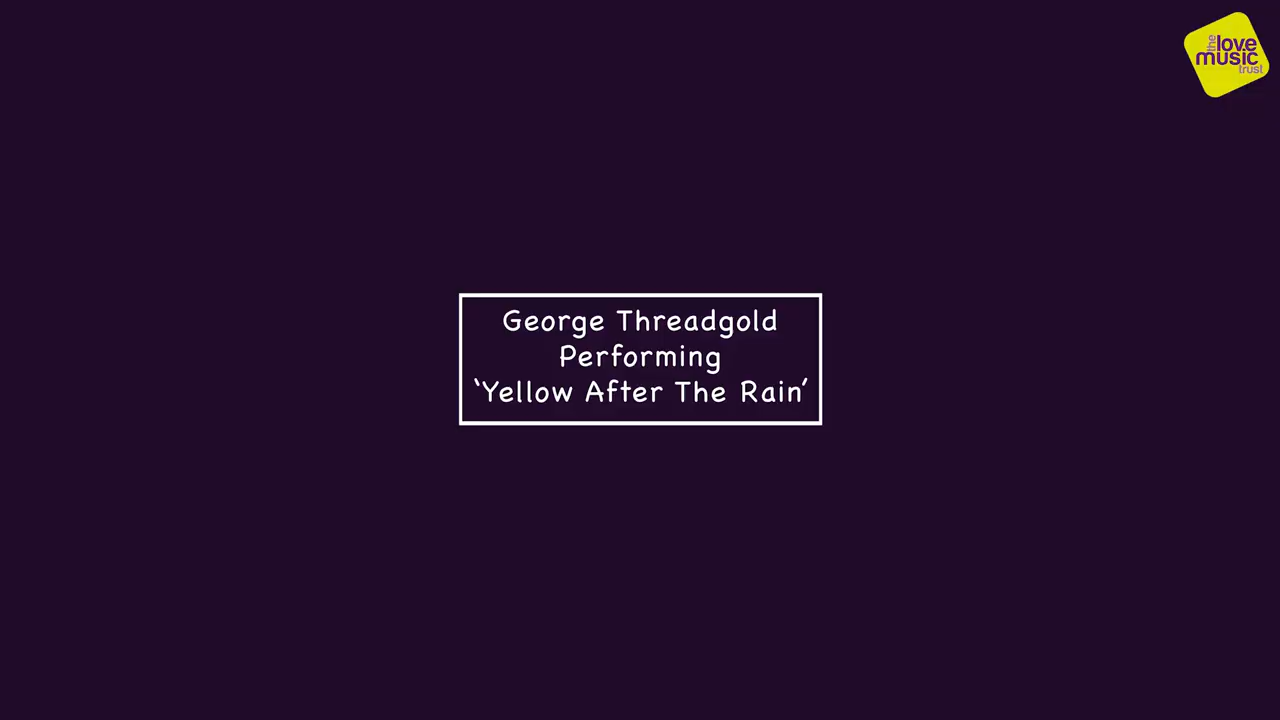 the love
music
trust
George Threadgold
Performing
‘Yellow After The Rain’